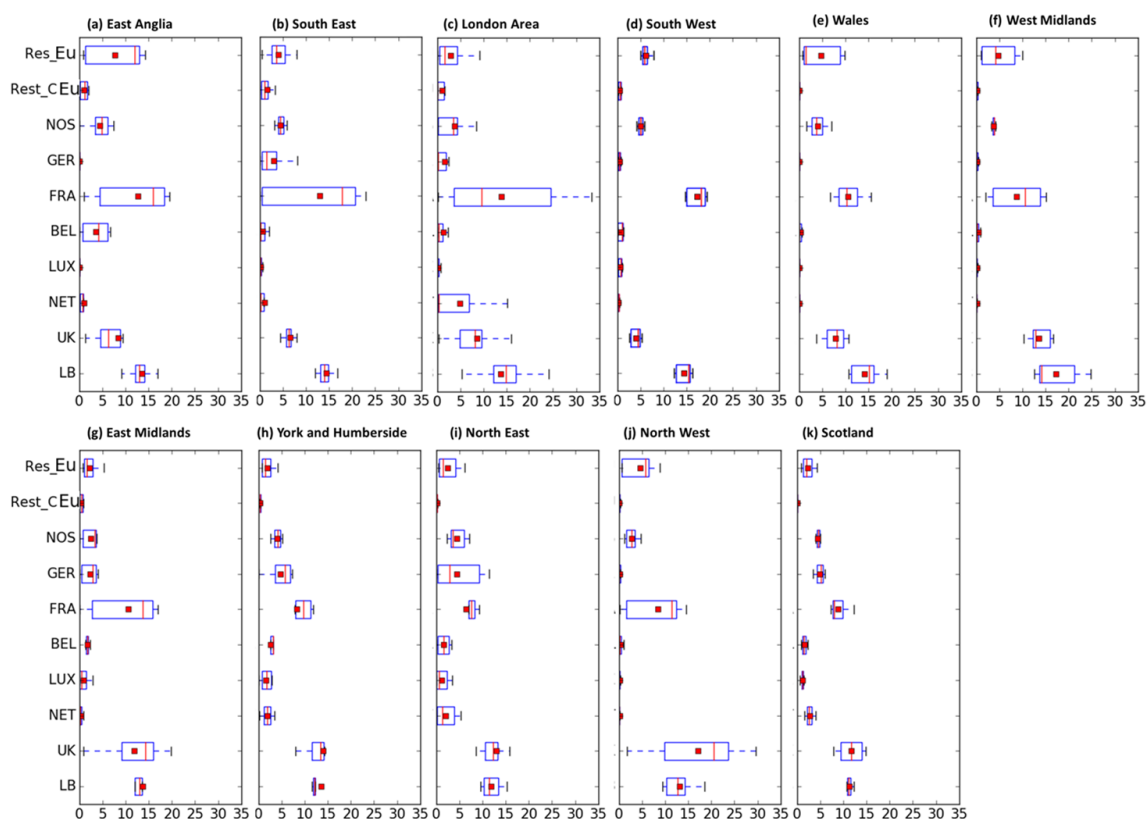 (a) East Anglia (b) South East (c) London Area (d) South West (e) Wales (f) West Midlands
Res_Eu
Rest_CEu
NOS
GER
FRA
BEL
LUX
NET
UK
LB
0 5 10 15 20 25 30 35 0 5 10 15 20 25 30 35 0 5 10 15 20 25 30 35 0 5 10 15 20 25 30 35 0 5 10 15 20 25 30 35 0 5 10 15 20 25 30 35
(g) East Midlands (h) York and Humberside (i) North East (j) North West (k) Scotland
Res_Eu
Rest_CEu
NOS
GER
FRA
BEL
LUX
NET
UK
LB
0 5 10 15 20 25 30 35 0 5 10 15 20 25 30 35 0 5 10 15 20 25 30 35 0 5 10 15 20 25 30 35 0 5 10 15 20 25 30 35